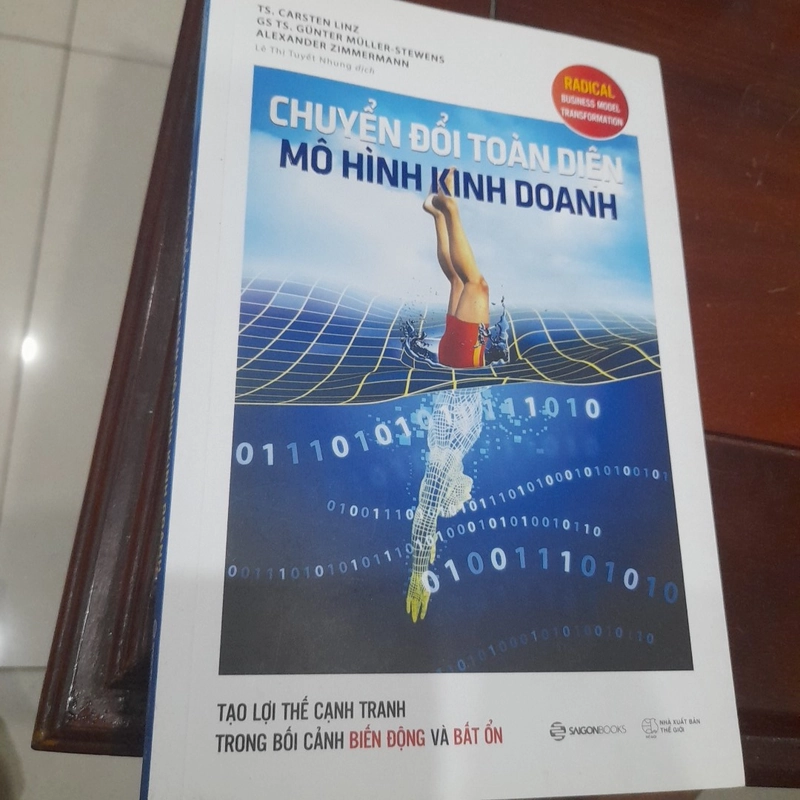 TS. CARSTEN LINZ
GS TS. GÜNTER MÜLLER-STEWENS
ALEXANDER ZIMMERMANN
Lê Thị Tuyết Nhung dịch
RADICAL
BUSINESS MODEL
TRANSFORMATION
CHUYỂN ĐỔI TOÀN DIỆN
MÔ HÌNH KINH DOANH
TẠO LỢI THẾ CẠNH TRANH
TRONG BỐI CẢNH BIẾN ĐỘNG VÀ BẤT ỔN
SAIGONBOOKS
NHÀ XUẤT BẢN
THẾ GIỚI